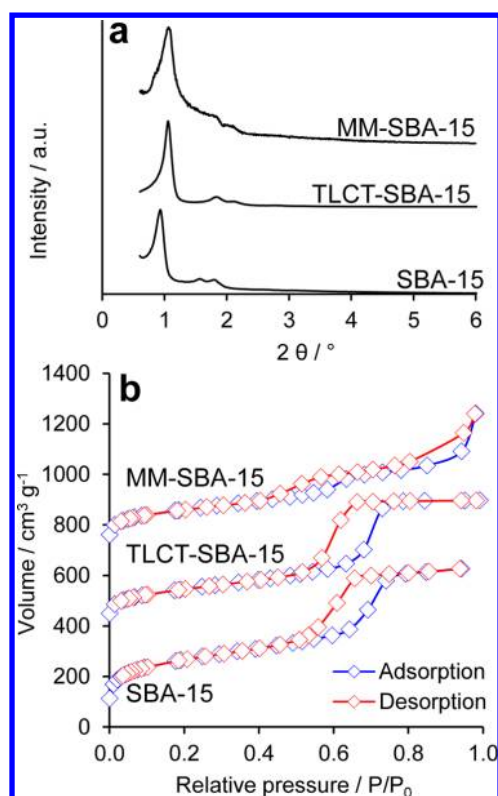 a
MM-SBA-15
TLCT-SBA-15
SBA-15
Intensity / a.u.
0 1 2 3 4 5 6
2 θ / °
b
1400
1200
1000
800
600
400
200
0
Volume / cm³ g⁻¹
MM-SBA-15
TLCT-SBA-15
SBA-15
Adsorption
Desorption
0.0 0.2 0.4 0.6 0.8 1.0
Relative pressure / P/P₀